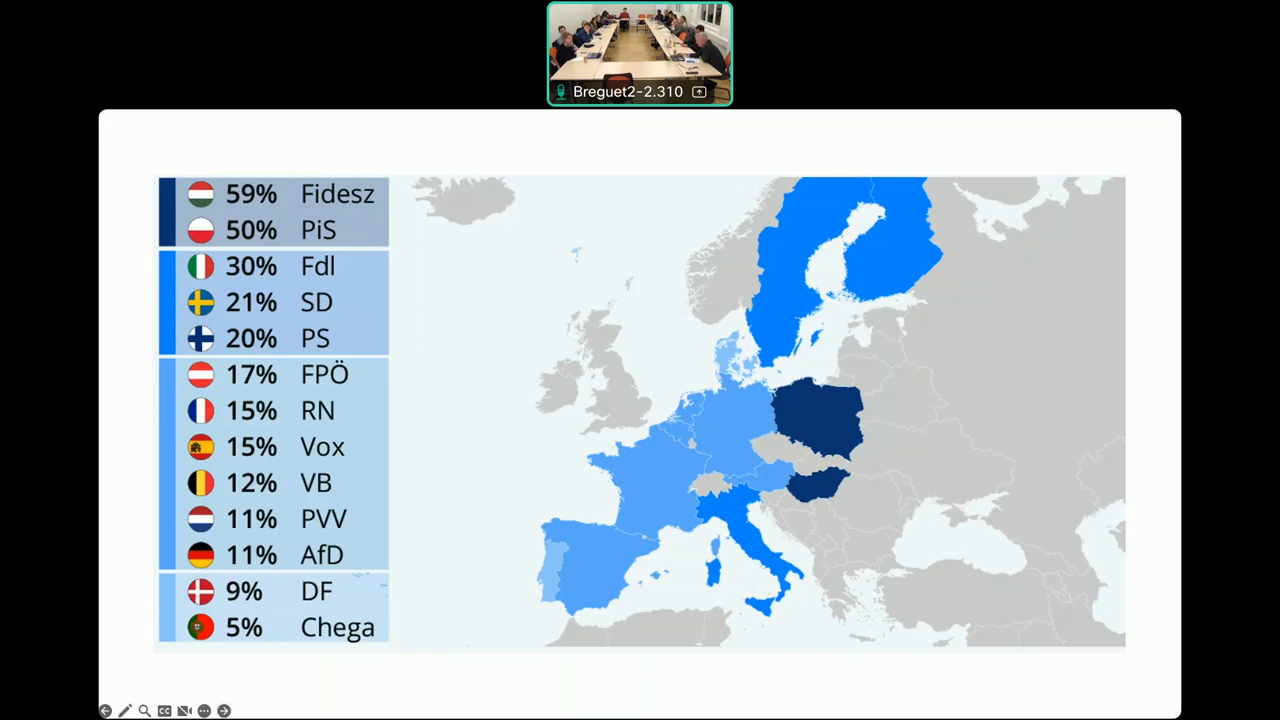 Breguet2-2.310
59% Fidesz
50% PiS
30% FdI
21% SD
20% PS
17% FPÖ
15% RN
15% Vox
12% VB
11% PVV
11% AfD
9% DF
5% Chega
CC